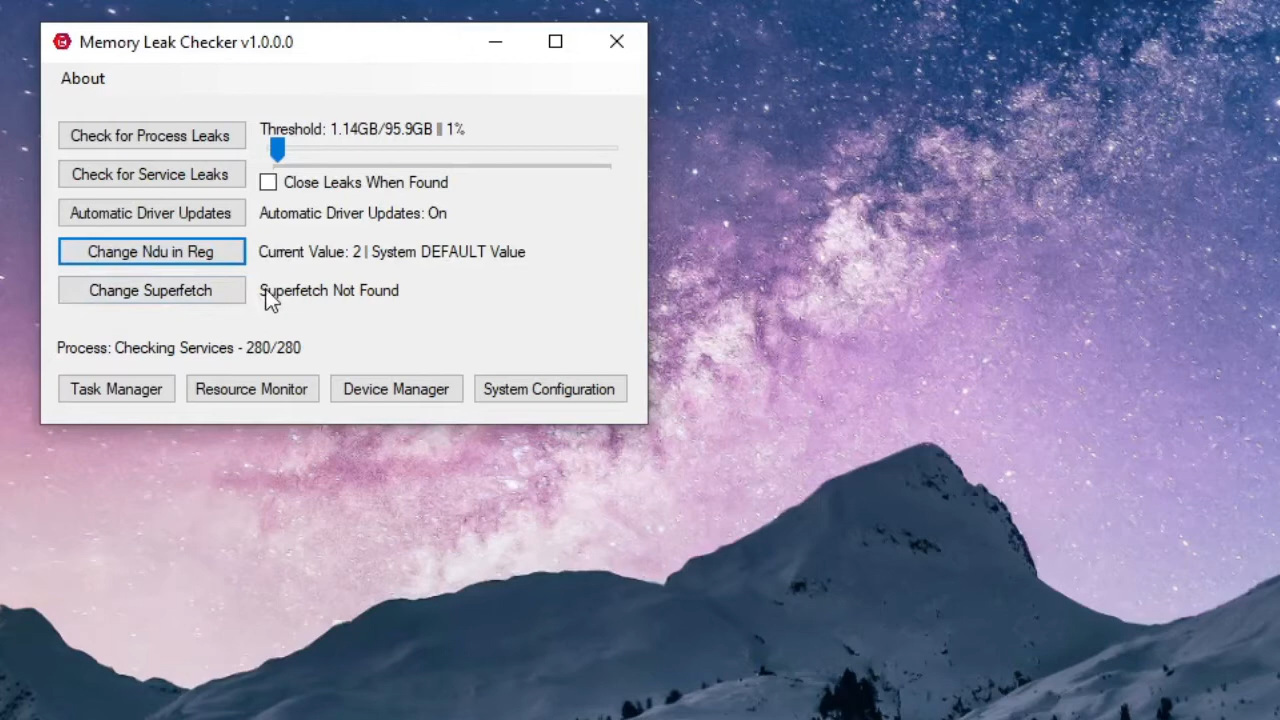 Memory Leak Checker v1.0.0.0
About
Check for Process Leaks
Threshold: 1.14GB/95.9GB || 1%
Check for Service Leaks
Close Leaks When Found
Automatic Driver Updates
Automatic Driver Updates: On
Change Ndu in Reg
Current Value: 2 | System DEFAULT Value
Change Superfetch
Superfetch Not Found
Process: Checking Services - 280/280
Task Manager
Resource Monitor
Device Manager
System Configuration